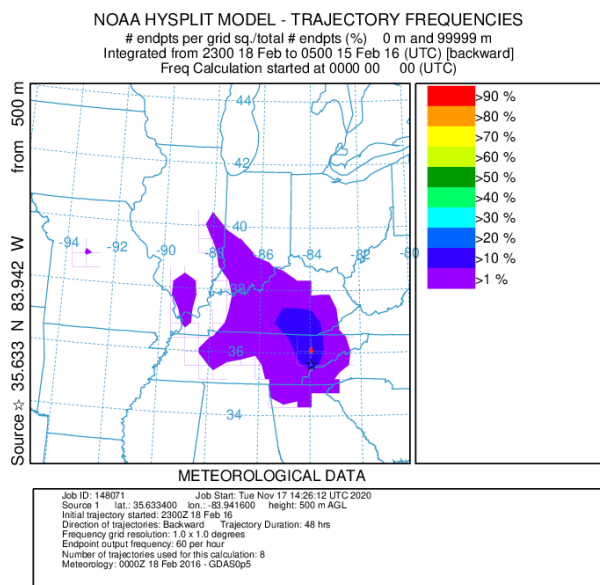 NOAA HYSPLIT MODEL - TRAJECTORY FREQUENCIES
# endpts per grid sq./total # endpts (%) 0 m and 99999 m
Integrated from 2300 18 Feb to 0500 15 Feb 16 (UTC) [backward]
Freq Calculation started at 0000 00 00 (UTC)
Source ☆ 35.633 N 83.942 W from 500 m
44
42
40
-94
-92
-90
-88
-86
-84
-82
-80
38
36
34
>90 %
>80 %
>70 %
>60 %
>50 %
>40 %
>30 %
>20 %
>10 %
>1 %
METEOROLOGICAL DATA
Job ID: 148071 Job Start: Tue Nov 17 14:26:12 UTC 2020
Source 1 lat.: 35.633400 lon.: -83.941600 height: 500 m AGL
Initial trajectory started: 2300Z 18 Feb 16
Direction of trajectories: Backward Trajectory Duration: 48 hrs
Frequency grid resolution: 1.0 x 1.0 degrees
Endpoint output frequency: 60 per hour
Number of trajectories used for this calculation: 8
Meteorology: 0000Z 18 Feb 2016 - GDAS0p5